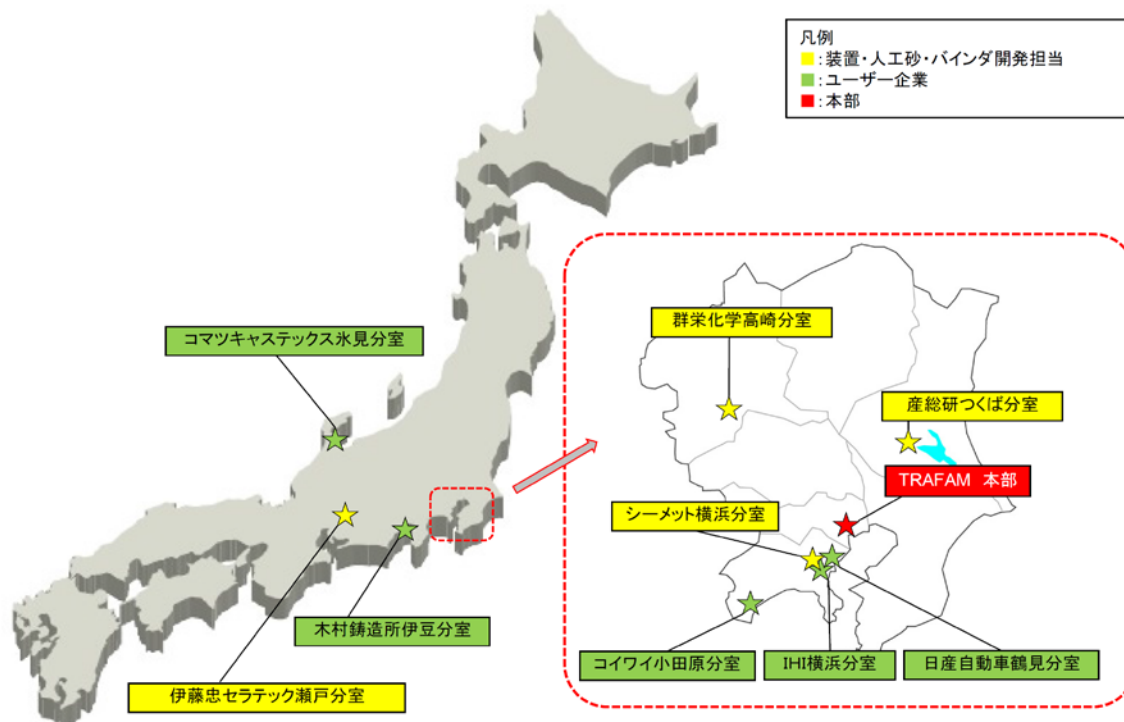 凡例
■:装置・人工砂・バインダ開発担当
■:ユーザー企業
■:本部
群栄化学高崎分室
コマツキャステックス氷見分室
産総研つくば分室
TRAFAM 本部
シーメット横浜分室
木村鋳造所伊豆分室
コイワイ小田原分室
IHI横浜分室
日産自動車鶴見分室
伊藤忠セラテック瀬戸分室